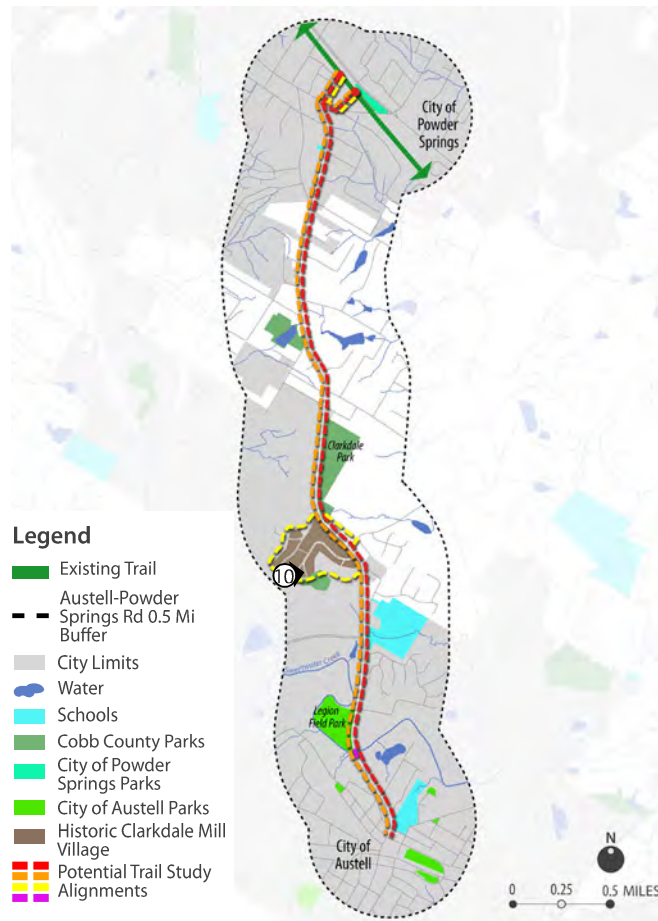 City of
Powder
Springs
Clarkdale
Park
10
Sweetwater Creek
Legion
Field Park
City of
Austell
Legend
Existing Trail
Austell-Powder
Springs Rd 0.5 Mi
Buffer
City Limits
Water
Schools
Cobb County Parks
City of Powder
Springs Parks
City of Austell Parks
Historic Clarkdale Mill
Village
Potential Trail Study
Alignments
N
0 0.25 0.5 MILES